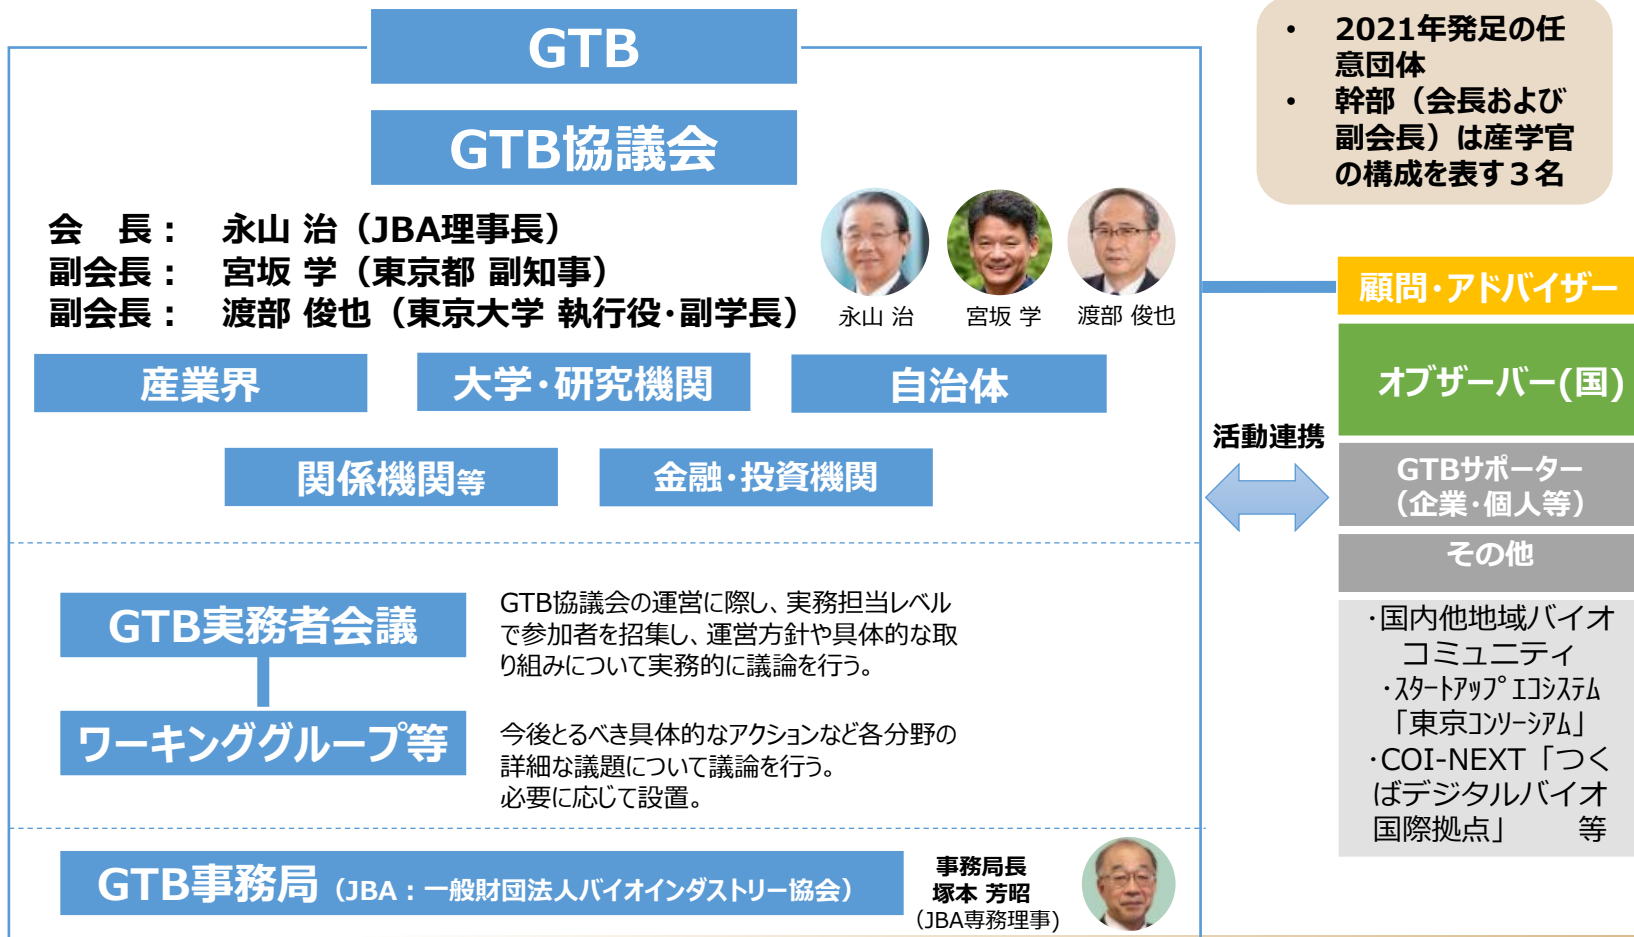 GTB
GTB協議会
会　長： 永山 治（JBA理事長）
副会長： 宮坂 学（東京都 副知事）
副会長： 渡部 俊也（東京大学 執行役・副学長）
永山 治
宮坂 学
渡部 俊也
産業界
大学・研究機関
自治体
関係機関等
金融・投資機関
GTB実務者会議
GTB協議会の運営に際し、実務担当レベル
で参加者を招集し、運営方針や具体的な取
り組みについて実務的に議論を行う。
ワーキンググループ等
今後とるべき具体的なアクションなど各分野の
詳細な議題について議論を行う。
必要に応じて設置。
GTB事務局（JBA：一般財団法人バイオインダストリー協会）
事務局長
塚本 芳昭
（JBA専務理事）
・ 2021年発足の任
意団体
・ 幹部（会長および
副会長）は産学官
の構成を表す３名
顧問・アドバイザー
オブザーバー(国)
活動連携
GTBサポーター
（企業・個人等）
その他
・国内他地域バイオ
コミュニティ
・ｽﾀｰﾄｱｯﾌﾟｴｺｼｽﾃﾑ
「東京ｺﾝｿｰｼｱﾑ」
・COI-NEXT「つく
ばデジタルバイオ
国際拠点」　　等